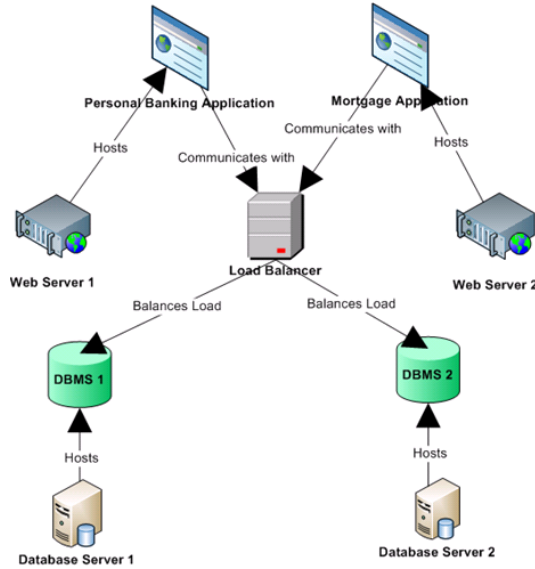 Personal Banking Application
Mortgage Application
Communicates with
Hosts
Communicates with
Hosts
Web Server 1
Load Balancer
Web Server 2
Balances Load
Balances Load
DBMS 1
DBMS 2
Hosts
Hosts
Database Server 1
Database Server 2